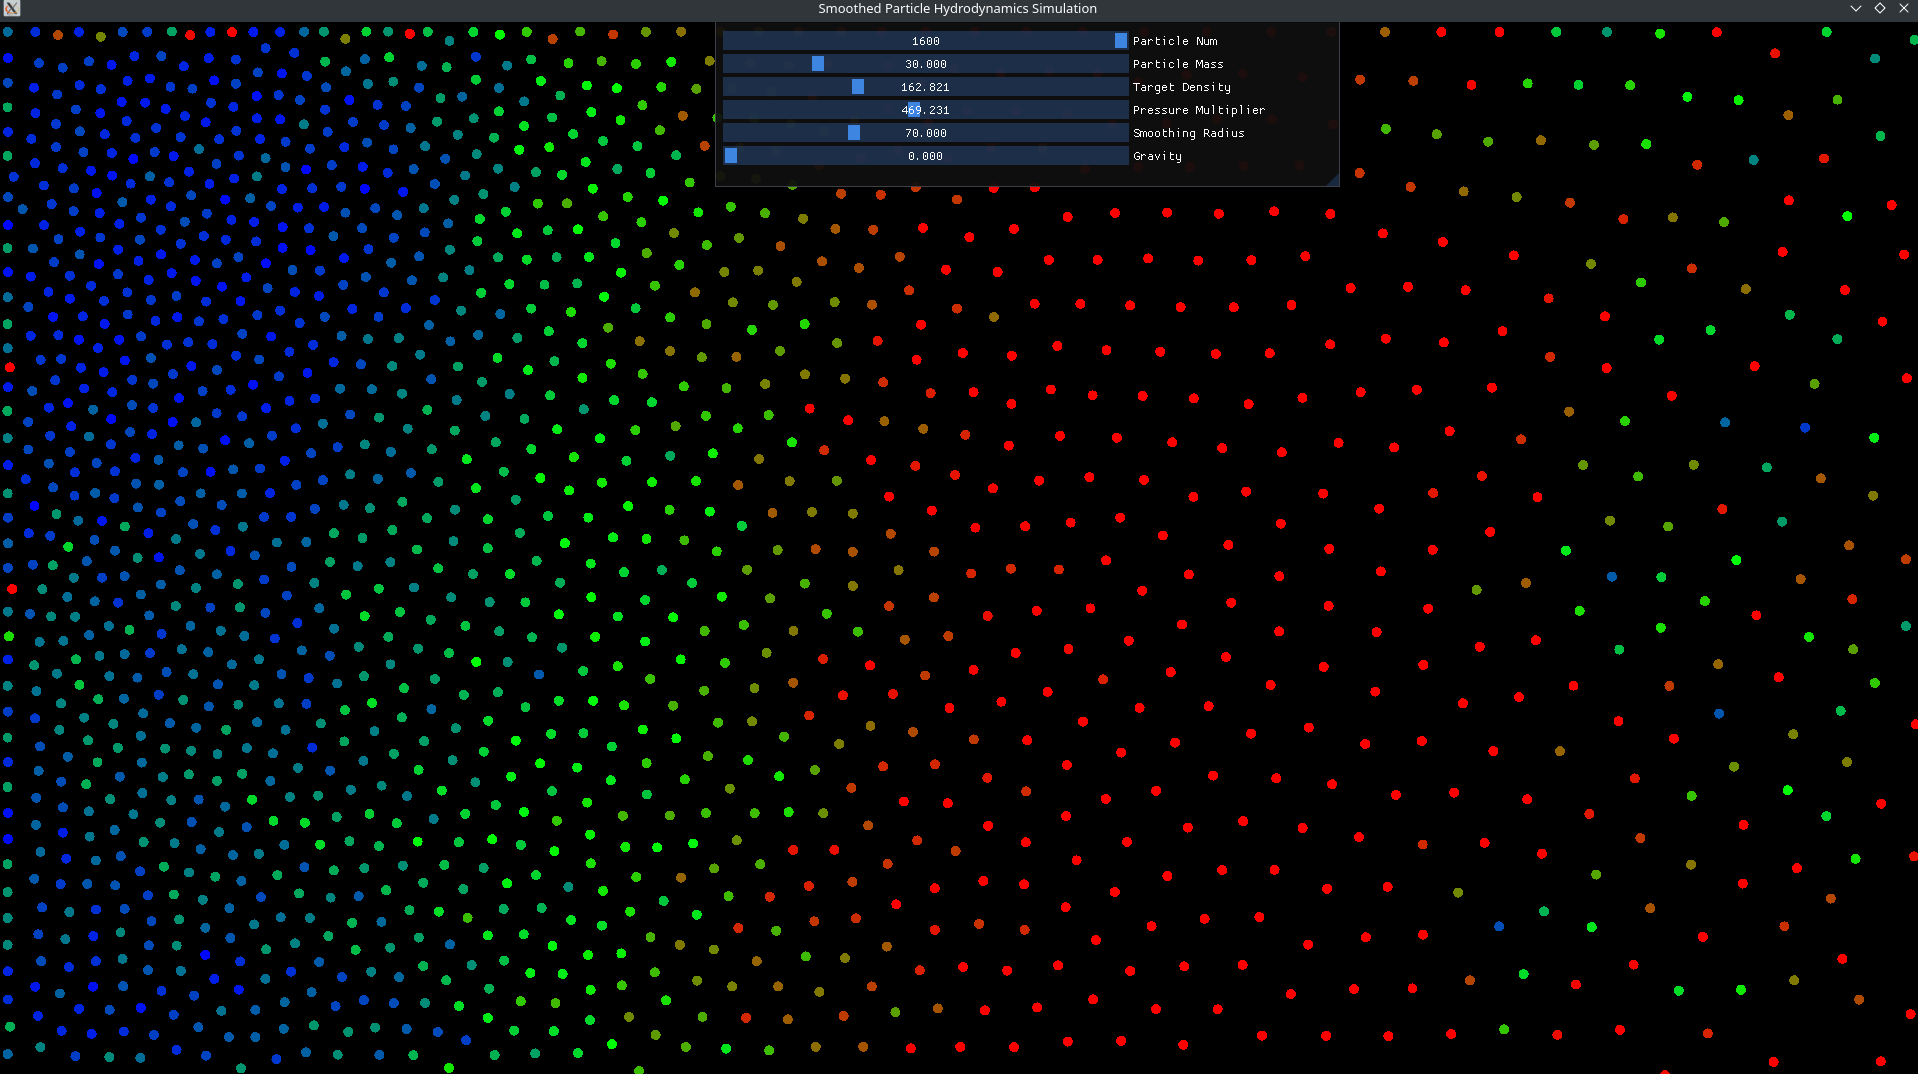 Smoothed Particle Hydrodynamics Simulation
1600 Particle Num
30.000 Particle Mass
162.821 Target Density
469.231 Pressure Multiplier
70.000 Smoothing Radius
0.000 Gravity